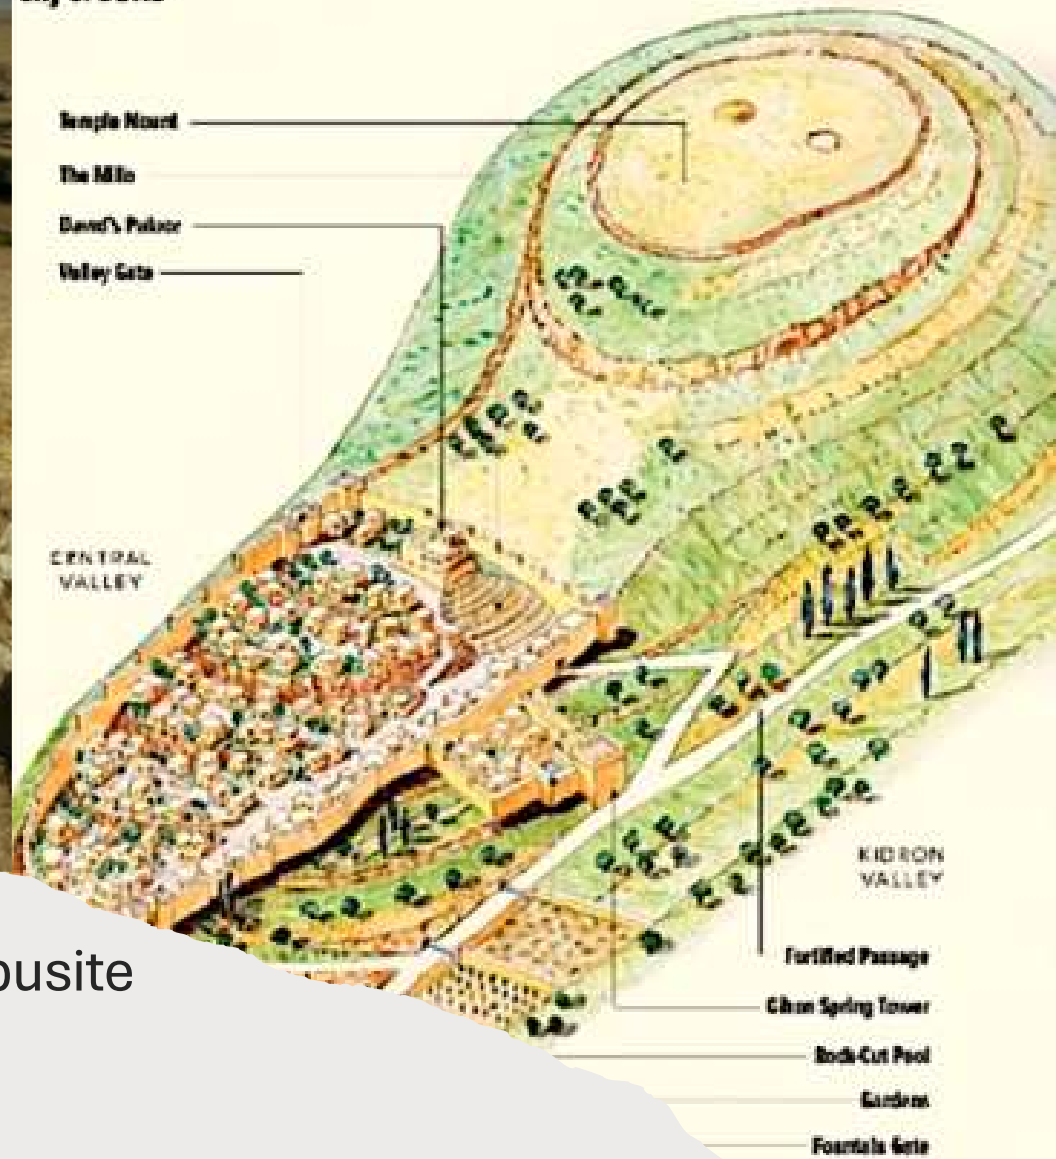 Temple Mount
The Millo
David's Palace
Valley Gate
CENTRAL
VALLEY
KIDRON
VALLEY
Fortified Passage
Gihon Spring Tower
Rock-Cut Pool
Gardens
Fountain Gate
busite